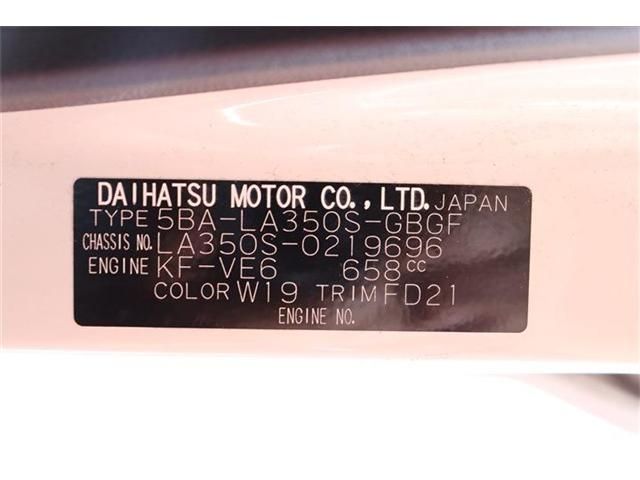 DAIHATSU MOTOR CO., LTD. JAPAN
TYPE 5BA-LA350S-GBGF
CHASSIS NO. LA350S-0219696
ENGINE KF-VE6 658cc
COLOR W19 TRIM FD21
ENGINE NO.